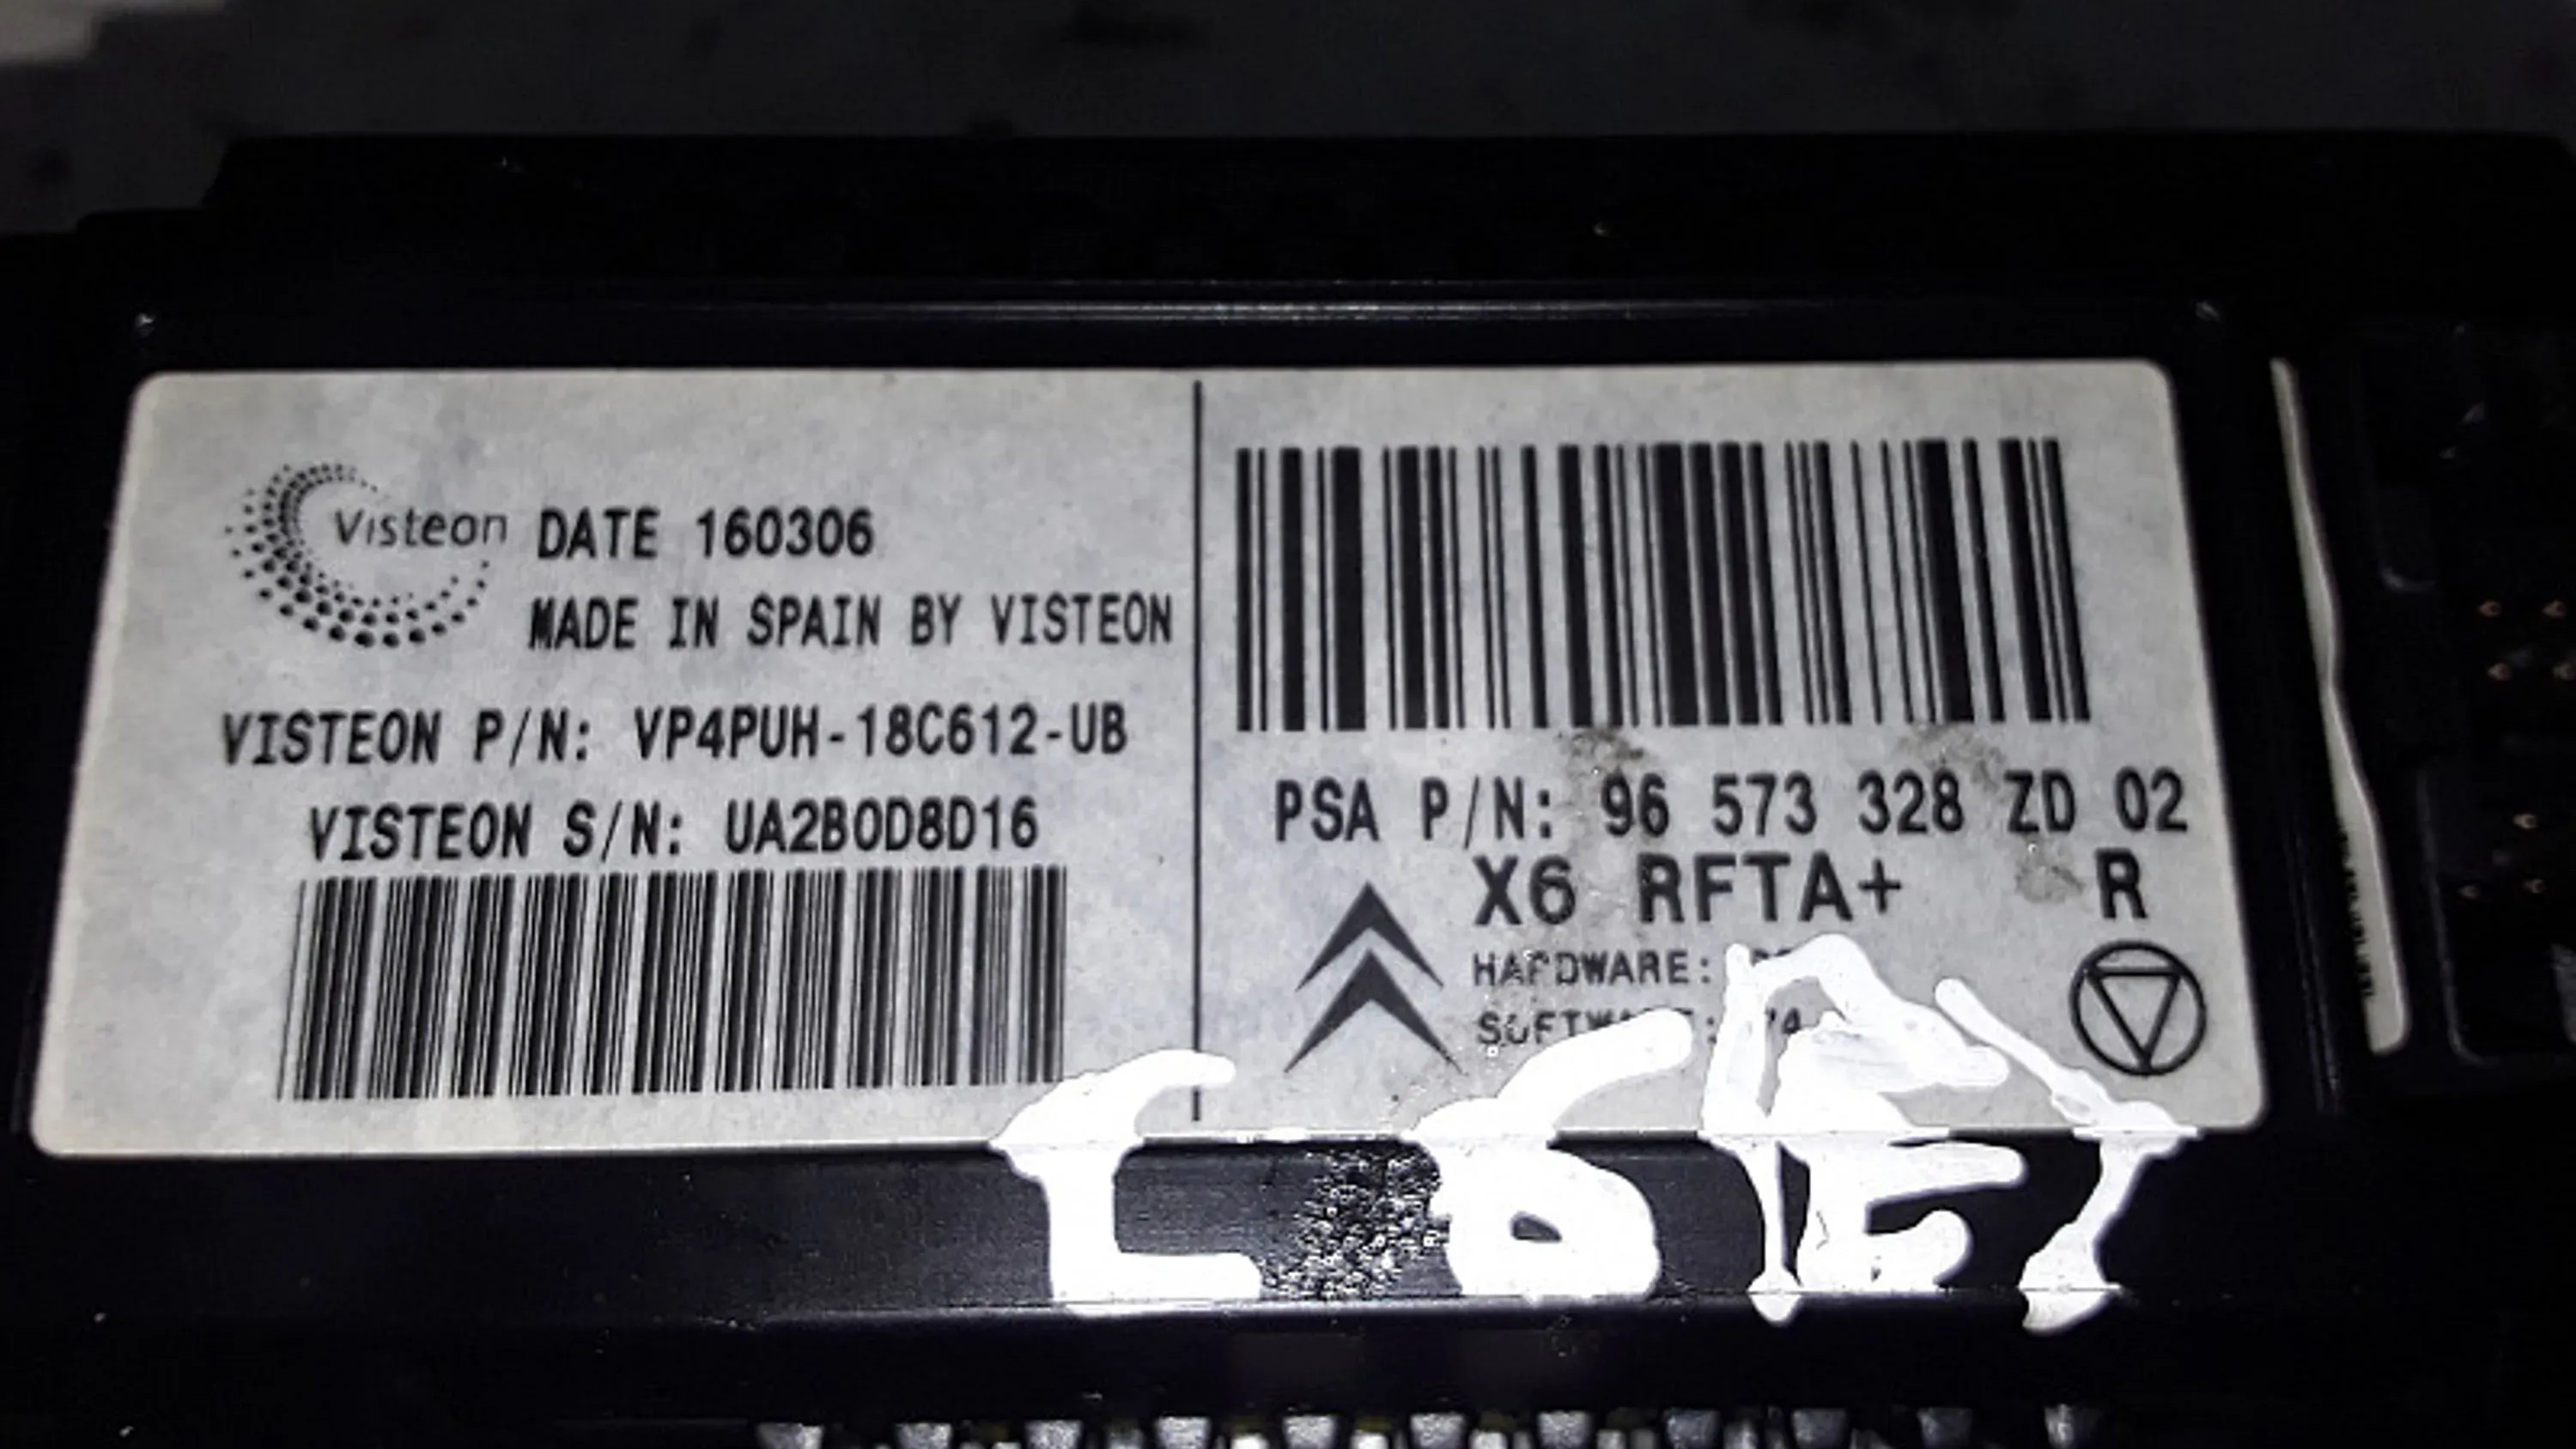 Visteon DATE 160306
MADE IN SPAIN BY VISTEON
VISTEON P/N: VP4PUH-18C612-UB
VISTEON S/N: UA2B0D8D16
PSA P/N: 96 573 328 ZD 02
X6 RFTA+ R
HARDWARE:
SOFTWARE: